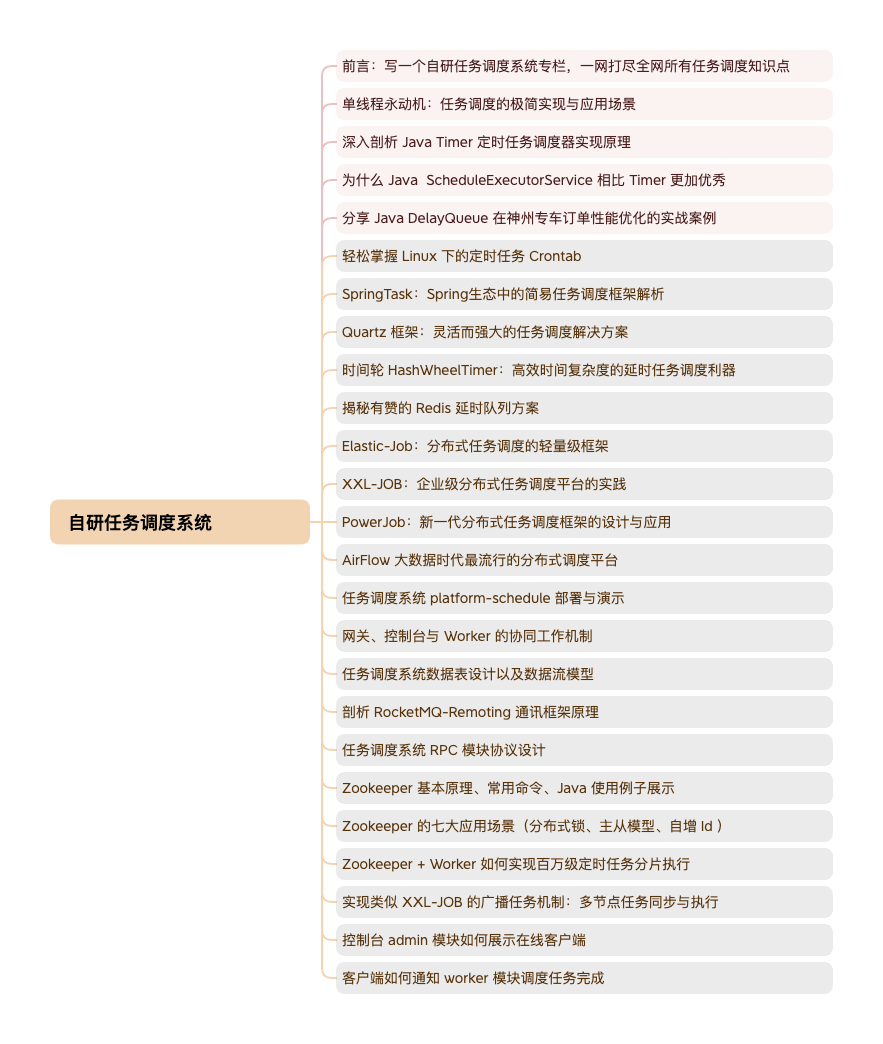 前言：写一个自研任务调度系统专栏，一网打尽全网所有任务调度知识点
单线程永动机：任务调度的极简实现与应用场景
深入剖析 Java Timer 定时任务调度器实现原理
为什么 Java  ScheduleExecutorService 相比 Timer 更加优秀
分享 Java DelayQueue 在神州专车订单性能优化的实战案例
轻松掌握 Linux 下的定时任务 Crontab
SpringTask：Spring生态中的简易任务调度框架解析
Quartz 框架：灵活而强大的任务调度解决方案
时间轮 HashWheelTimer：高效时间复杂度的延时任务调度利器
揭秘有赞的 Redis 延时队列方案
Elastic-Job：分布式任务调度的轻量级框架
XXL-JOB：企业级分布式任务调度平台的实践
自研任务调度系统
PowerJob：新一代分布式任务调度框架的设计与应用
AirFlow 大数据时代最流行的分布式调度平台
任务调度系统 platform-schedule 部署与演示
网关、控制台与 Worker 的协同工作机制
任务调度系统数据表设计以及数据流模型
剖析 RocketMQ-Remoting 通讯框架原理
任务调度系统 RPC 模块协议设计
Zookeeper 基本原理、常用命令、Java 使用例子展示
Zookeeper 的七大应用场景（分布式锁、主从模型、自增 Id ）
Zookeeper + Worker 如何实现百万级定时任务分片执行
实现类似 XXL-JOB 的广播任务机制：多节点任务同步与执行
控制台 admin 模块如何展示在线客户端
客户端如何通知 worker 模块调度任务完成